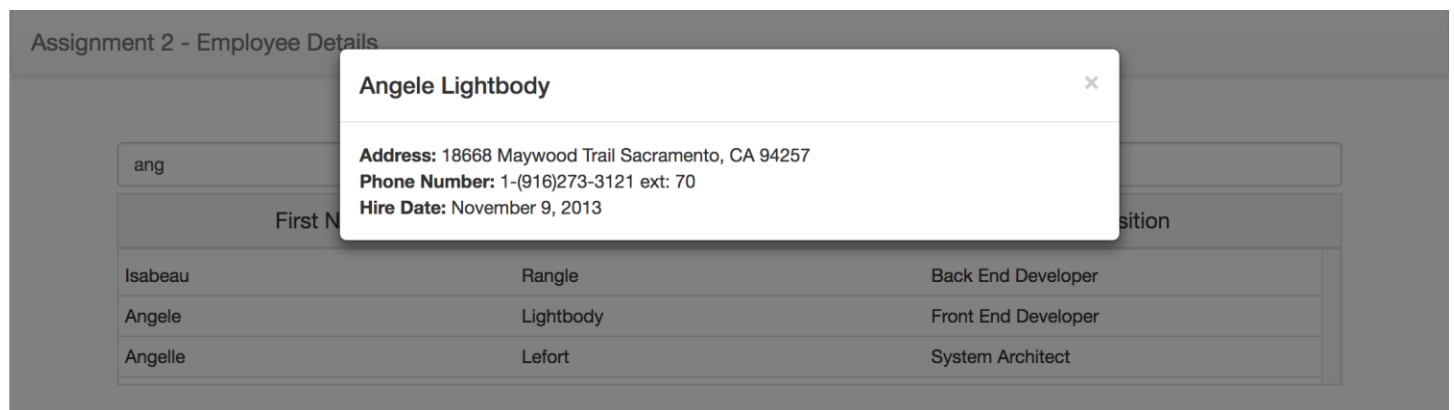 Assignment 2 - Employee Details
Angele Lightbody ×
Address: 18668 Maywood Trail Sacramento, CA 94257
Phone Number: 1-(916)273-3121 ext: 70
Hire Date: November 9, 2013
ang
First N sition
Isabeau Rangle Back End Developer
Angele Lightbody Front End Developer
Angelle Lefort System Architect